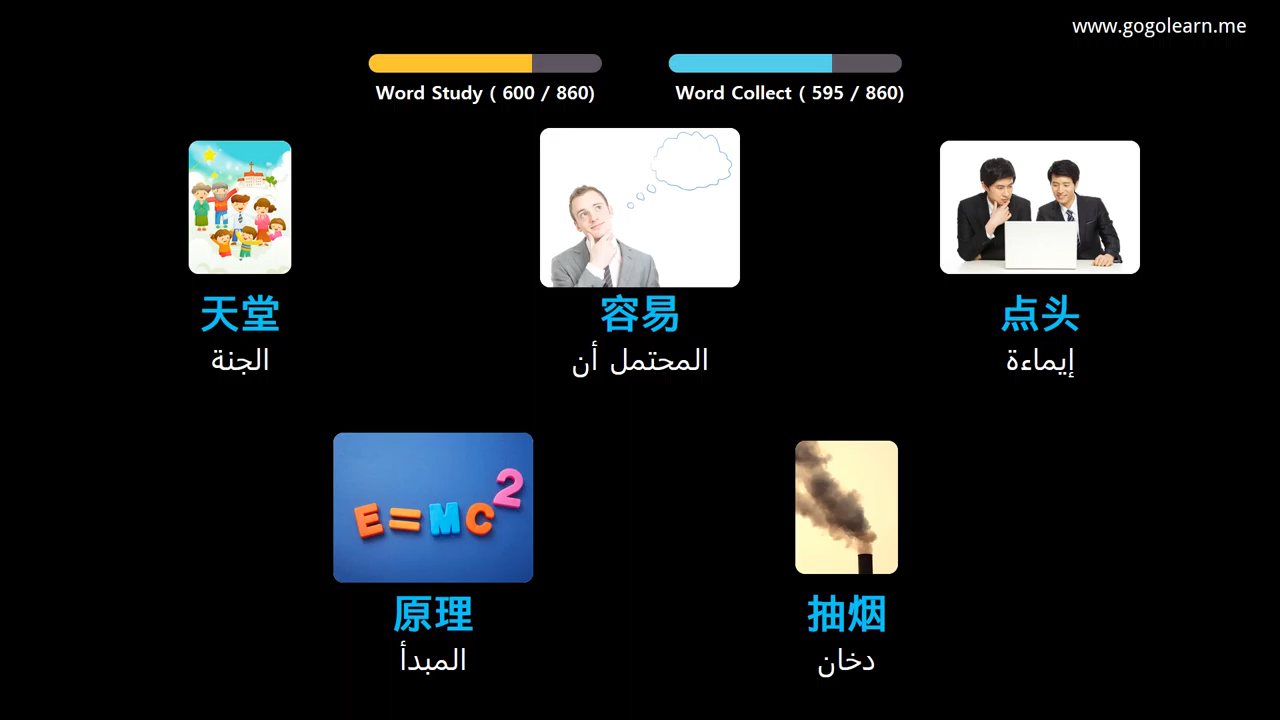 www.gogolearn.me
Word Study ( 600 / 860)
Word Collect ( 595 / 860)
天堂
الجنة
容易
المحتمل أن
点头
إيماءة
E=MC2
原理
المبدأ
抽烟
دخان